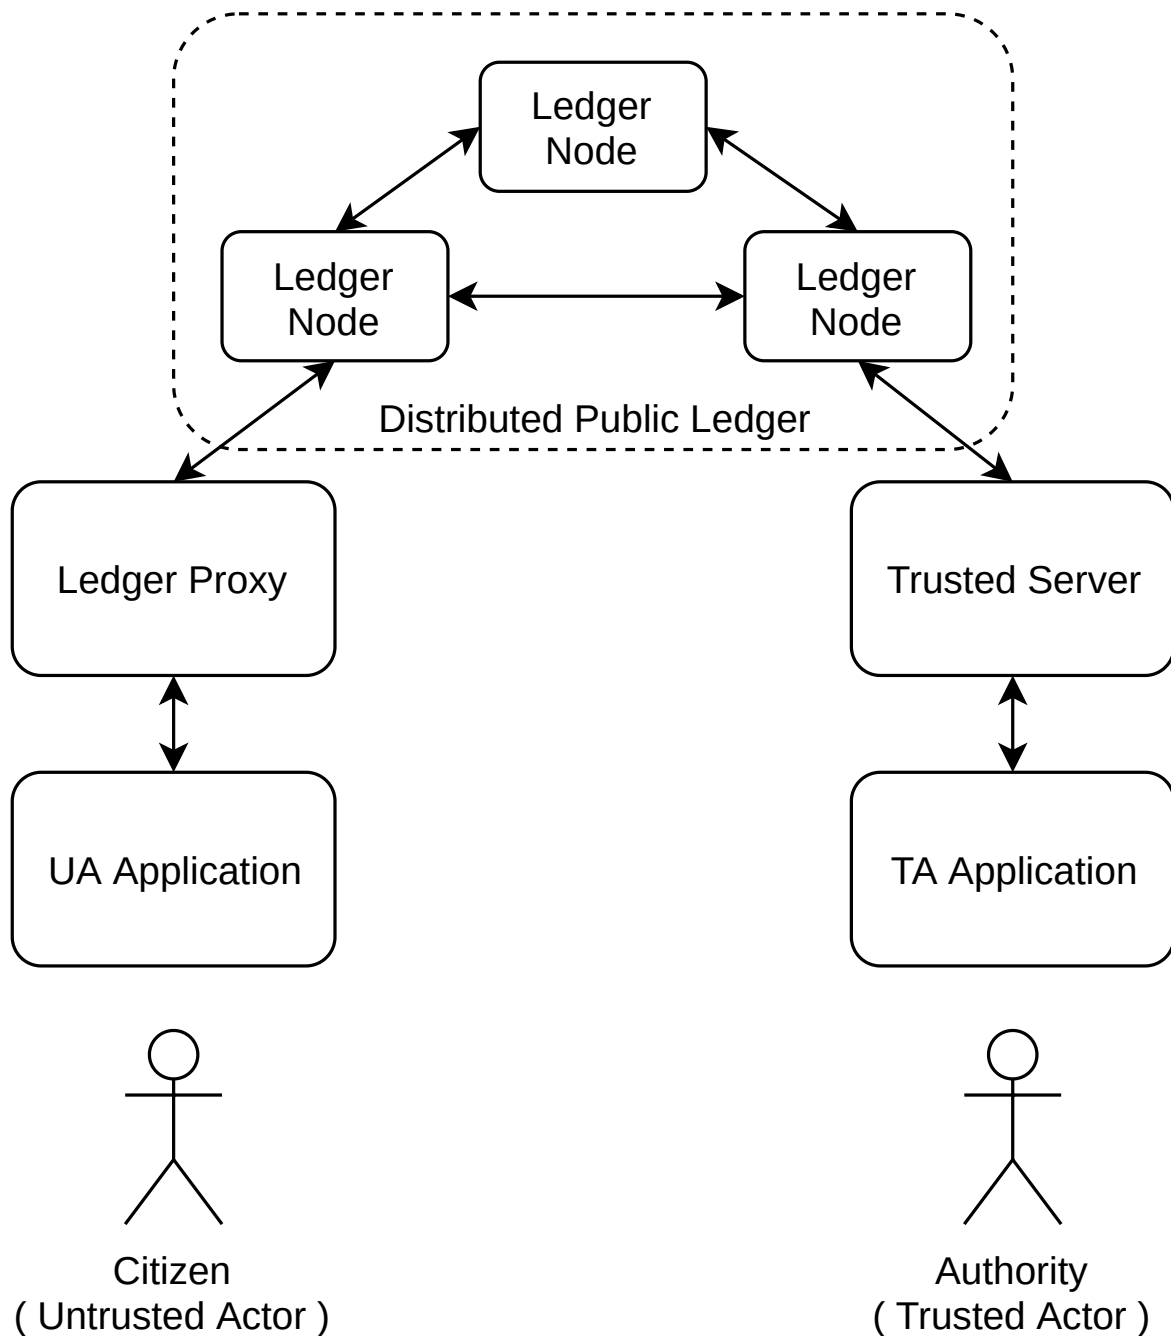 Ledger
Node
Ledger
Node
Ledger
Node
Distributed Public Ledger
Ledger Proxy
Trusted Server
UA Application
TA Application
Citizen
( Untrusted Actor )
Authority
( Trusted Actor )